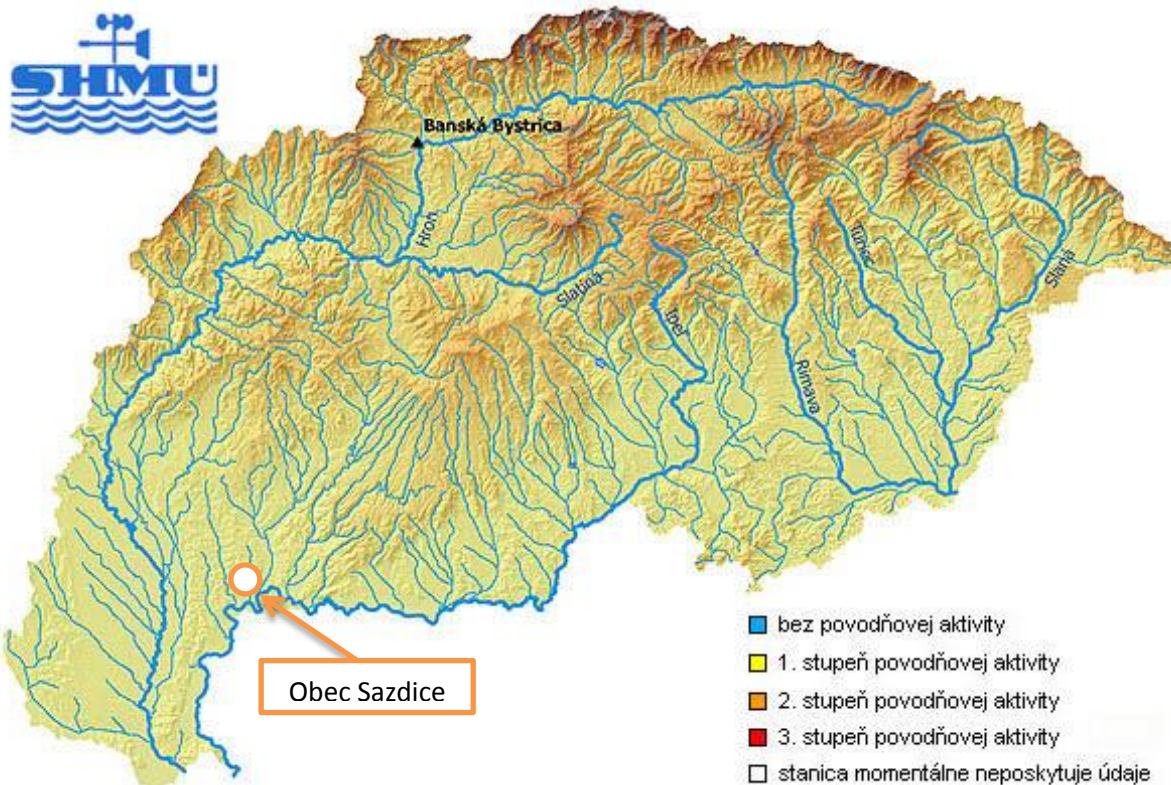 SHMÚ
Banská Bystrica
Hron
Slatina
Ipeľ
Turiec
Slaná
Rimava
Obec Sazdice
bez povodňovej aktivity
1. stupeň povodňovej aktivity
2. stupeň povodňovej aktivity
3. stupeň povodňovej aktivity
stanica momentálne neposkytuje údaje